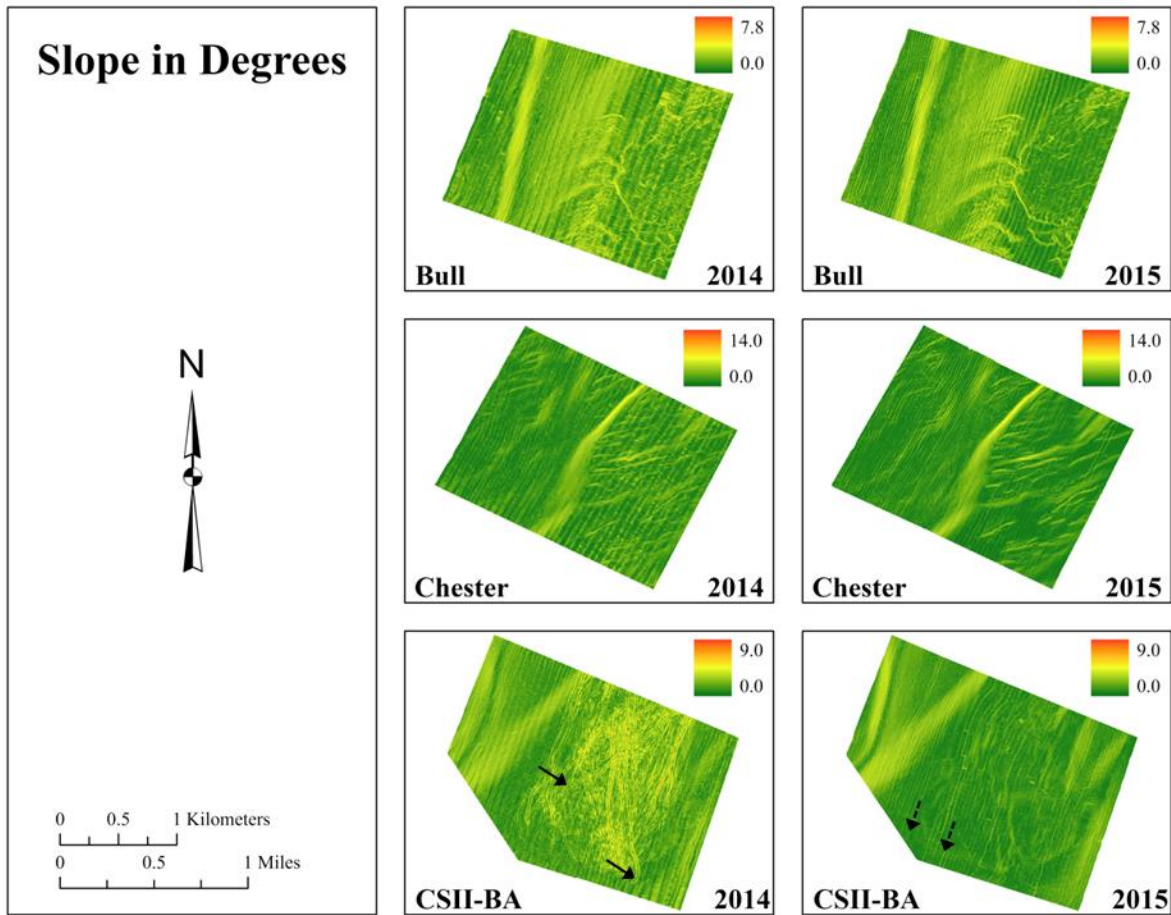 Slope in Degrees
N
0 0.5 1 Kilometers
0 0.5 1 Miles
7.8
0.0
Bull 2014
7.8
0.0
Bull 2015
14.0
0.0
Chester 2014
14.0
0.0
Chester 2015
9.0
0.0
CSII-BA 2014
9.0
0.0
CSII-BA 2015